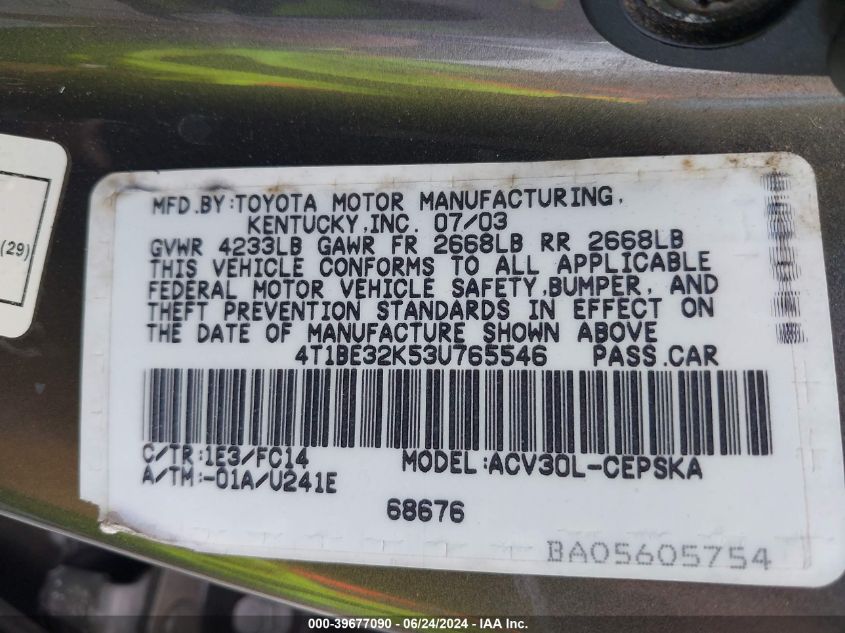 (29)
MFD.BY:TOYOTA MOTOR MANUFACTURING,
KENTUCKY,INC. 07/03
GVWR 4233LB GAWR FR 2668LB RR 2668LB
THIS VEHICLE CONFORMS TO ALL APPLICABLE
FEDERAL MOTOR VEHICLE SAFETY,BUMPER, AND
THEFT PREVENTION STANDARDS IN EFFECT ON
THE DATE OF MANUFACTURE SHOWN ABOVE
4T1BE32K53U765546 PASS.CAR
C/TR:1E3/FC14 MODEL:ACV30L-CEPSKA
A/TM:-01A/U241E
68676
BA05605754
000-39677090 - 06/24/2024 - IAA Inc.